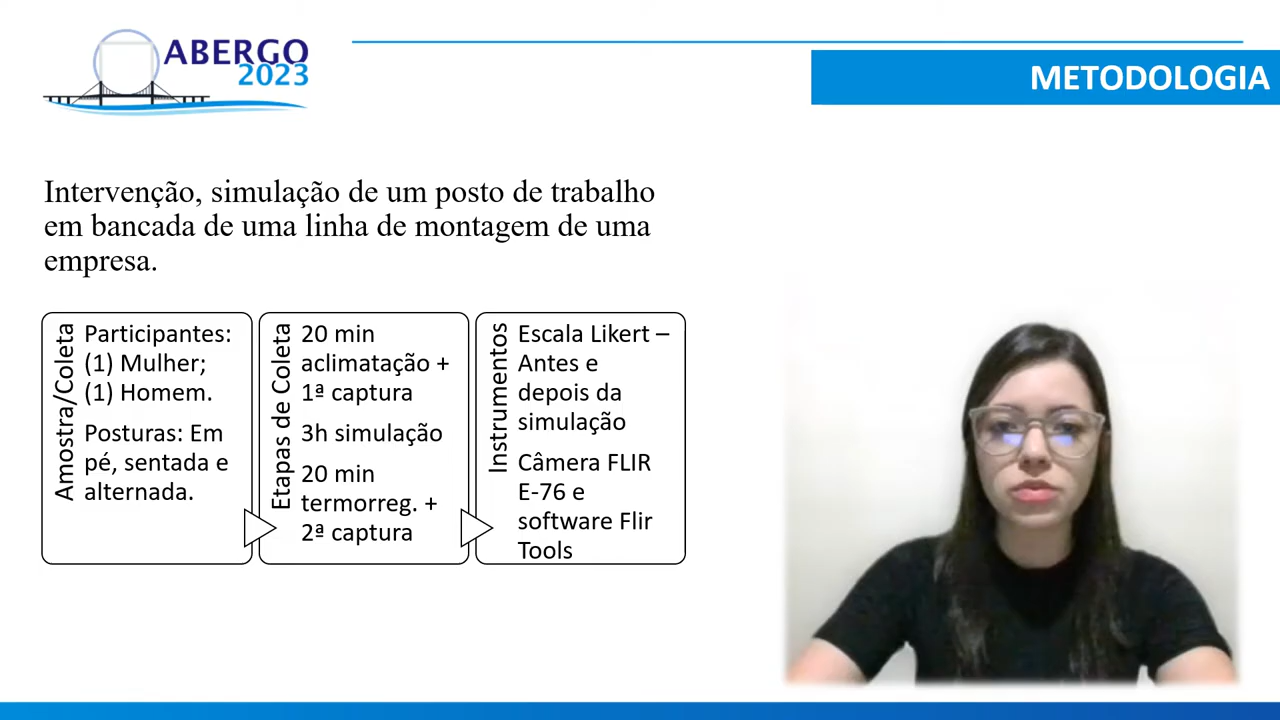 ABERGO
2023
METODOLOGIA
Intervenção, simulação de um posto de trabalho
em bancada de uma linha de montagem de uma
empresa.
Amostra/Coleta
Participantes:
(1) Mulher;
(1) Homem.
Posturas: Em
pé, sentada e
alternada.
Etapas de Coleta
20 min
aclimatação +
1ª captura
3h simulação
20 min
termorreg. +
2ª captura
Instrumentos
Escala Likert –
Antes e
depois da
simulação
Câmera FLIR
E-76 e
software Flir
Tools